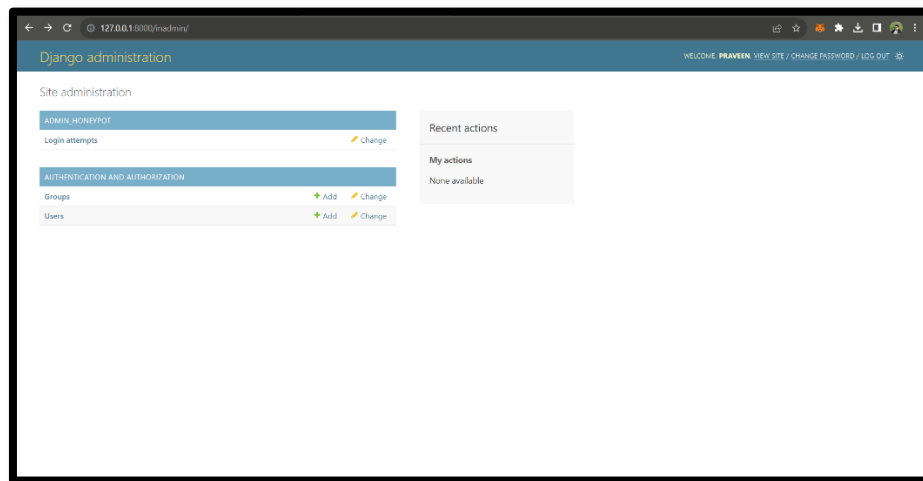 127.0.0.1:8000/inadmin/
Django administration
WELCOME, PRAVEEN. VIEW SITE / CHANGE PASSWORD / LOG OUT
Site administration
ADMIN_HONEYPOT
Login attempts Change
AUTHENTICATION AND AUTHORIZATION
Groups Add Change
Users Add Change
Recent actions
My actions
None available